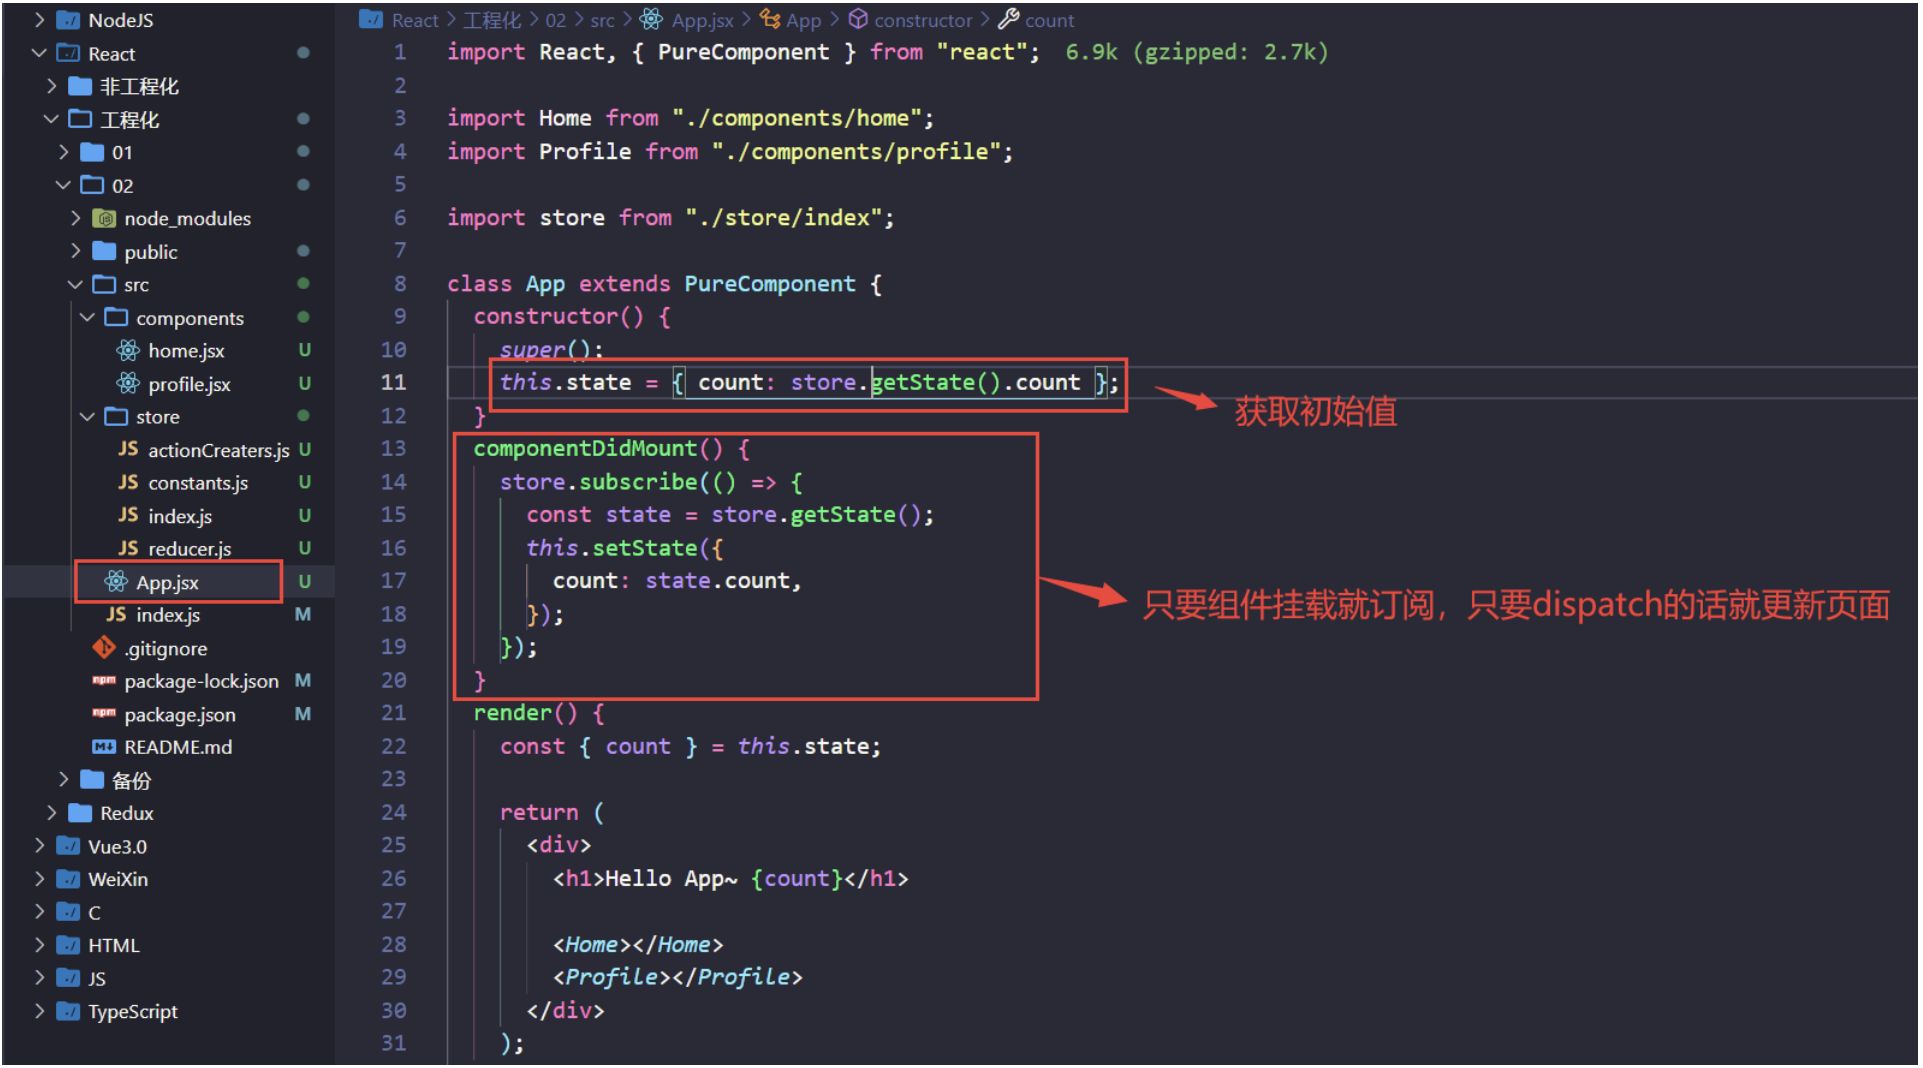 NodeJS
React
非工程化
工程化
01
02
node_modules
public
src
components
home.jsx U
profile.jsx U
store
JS actionCreaters.js U
JS constants.js U
JS index.js U
JS reducer.js U
App.jsx U
JS index.js M
.gitignore
npm package-lock.json M
npm package.json M
M↓ README.md
备份
Redux
Vue3.0
WeiXin
C
HTML
JS
TypeScript
React > 工程化 > 02 > src > App.jsx > App > constructor > count
1 import React, { PureComponent } from "react"; 6.9k (gzipped: 2.7k)
2
3 import Home from "./components/home";
4 import Profile from "./components/profile";
5
6 import store from "./store/index";
7
8 class App extends PureComponent {
9 constructor() {
10 super();
11 this.state = { count: store.getState().count };
获取初始值
12 }
13 componentDidMount() {
14 store.subscribe(() => {
15 const state = store.getState();
16 this.setState({
17 count: state.count,
只要组件挂载就订阅，只要dispatch的话就更新页面
18 });
19 });
20 }
21 render() {
22 const { count } = this.state;
23
24 return (
25 <div>
26 <h1>Hello App~ {count}</h1>
27
28 <Home></Home>
29 <Profile></Profile>
30 </div>
31 );